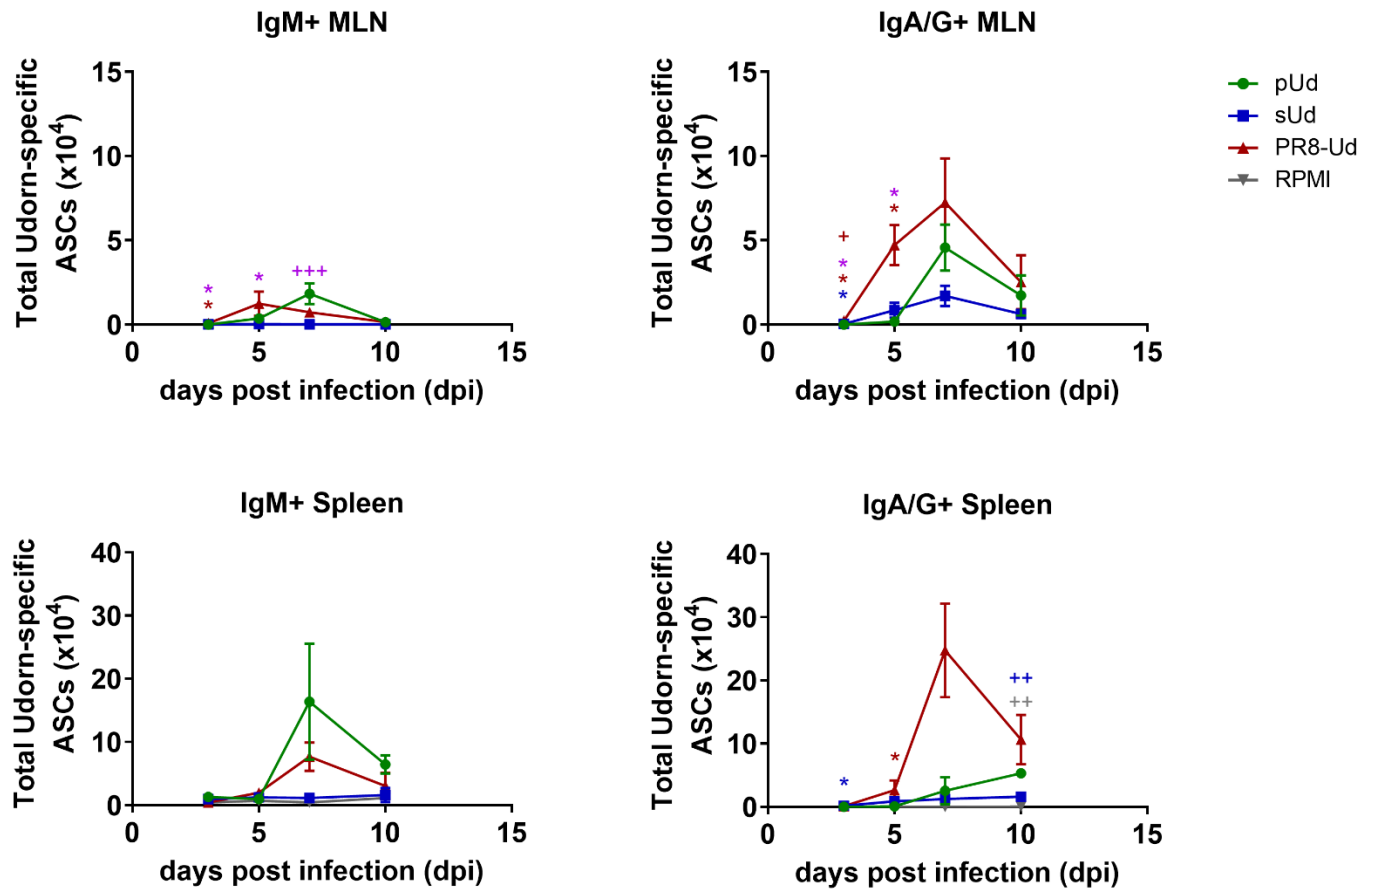 IgM+ MLN
Total Udorn-specific
ASCs (x10⁴)
15
10
5
0
*
*
*
+++
0
5
10
15
days post infection (dpi)
IgA/G+ MLN
Total Udorn-specific
ASCs (x10⁴)
15
10
5
0
+
*
*
*
*
*
0
5
10
15
days post infection (dpi)
pUd
sUd
PR8-Ud
RPMI
IgM+ Spleen
Total Udorn-specific
ASCs (x10⁴)
40
30
20
10
0
0
5
10
15
days post infection (dpi)
IgA/G+ Spleen
Total Udorn-specific
ASCs (x10⁴)
40
30
20
10
0
*
*
++
++
0
5
10
15
days post infection (dpi)